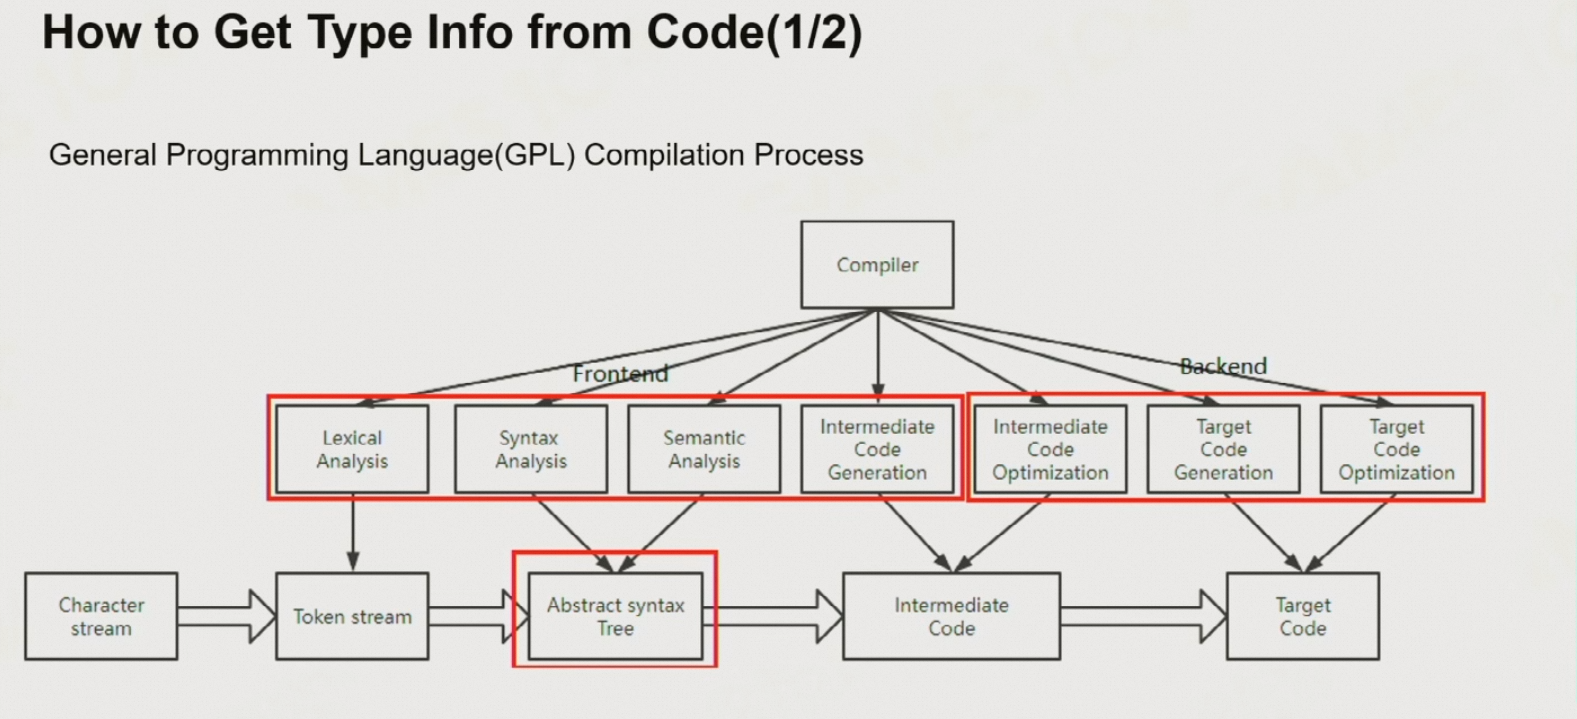 How to Get Type Info from Code(1/2)
General Programming Language(GPL) Compilation Process
Compiler
Frontend
Backend
Lexical
Analysis
Syntax
Analysis
Semantic
Analysis
Intermediate
Code
Generation
Intermediate
Code
Optimization
Target
Code
Generation
Target
Code
Optimization
Character
stream
Token stream
Abstract syntax
Tree
Intermediate
Code
Target
Code